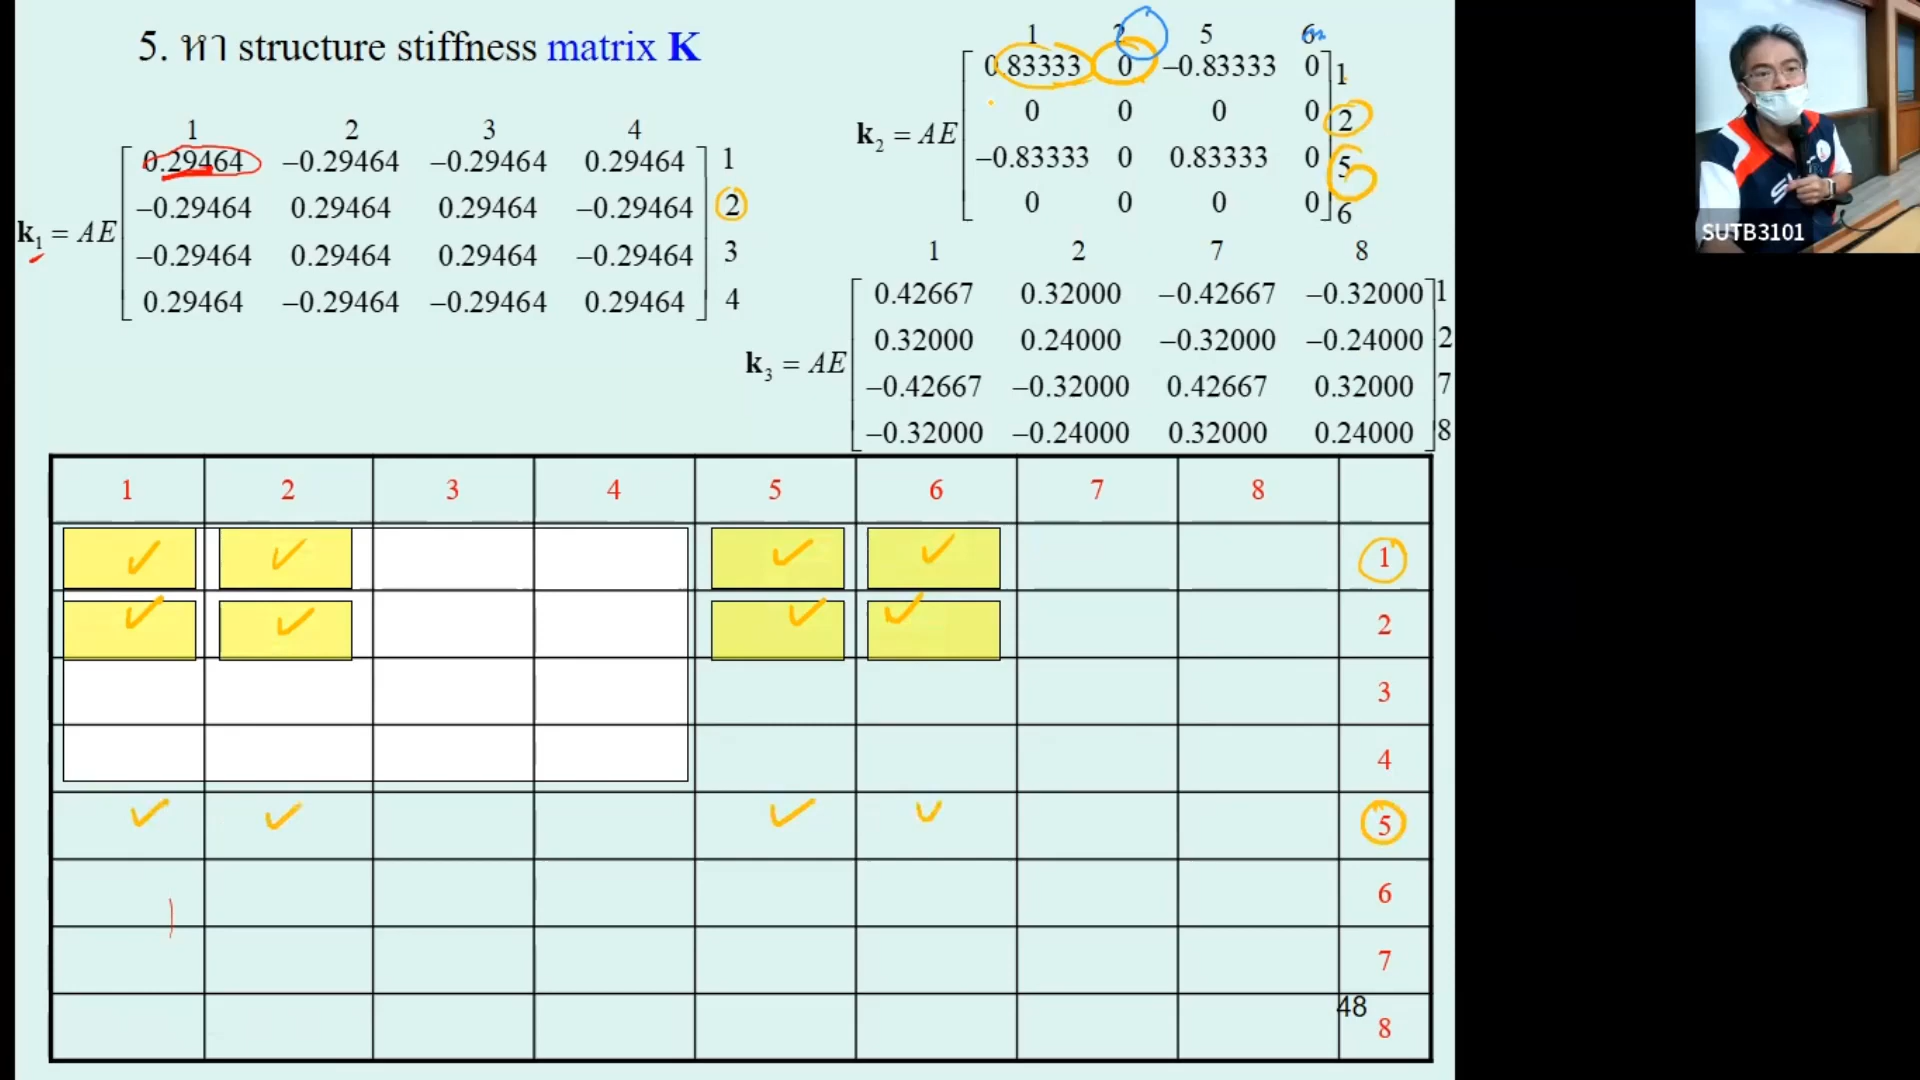 5. หา structure stiffness matrix K
1 2 3 4
k1 = AE
0.29464 −0.29464 −0.29464 0.29464 1
−0.29464 0.29464 0.29464 −0.29464 2
−0.29464 0.29464 0.29464 −0.29464 3
0.29464 −0.29464 −0.29464 0.29464 4
1 2 5 6
k2 = AE
0.83333 0 −0.83333 0 1
0 0 0 0 2
−0.83333 0 0.83333 0 5
0 0 0 0 6
1 2 7 8
k3 = AE
0.42667 0.32000 −0.42667 −0.32000 1
0.32000 0.24000 −0.32000 −0.24000 2
−0.42667 −0.32000 0.42667 0.32000 7
−0.32000 −0.24000 0.32000 0.24000 8
1 2 3 4 5 6 7 8
1
2
3
4
5
6
7
8
48
SUTB3101